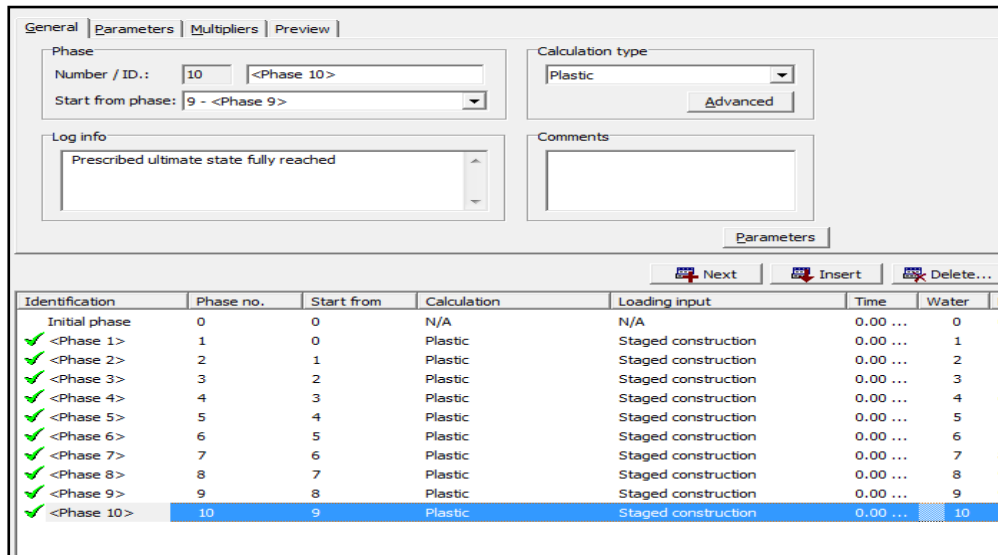 General Parameters Multipliers Preview
Phase
Number / ID.: 10 <Phase 10>
Start from phase: 9 - <Phase 9>
Calculation type
Plastic
Advanced
Log info
Prescribed ultimate state fully reached
Comments
Parameters
Next Insert Delete...
Identification Phase no. Start from Calculation Loading input Time Water
Initial phase 0 0 N/A N/A 0.00 ... 0
<Phase 1> 1 0 Plastic Staged construction 0.00 ... 1
<Phase 2> 2 1 Plastic Staged construction 0.00 ... 2
<Phase 3> 3 2 Plastic Staged construction 0.00 ... 3
<Phase 4> 4 3 Plastic Staged construction 0.00 ... 4
<Phase 5> 5 4 Plastic Staged construction 0.00 ... 5
<Phase 6> 6 5 Plastic Staged construction 0.00 ... 6
<Phase 7> 7 6 Plastic Staged construction 0.00 ... 7
<Phase 8> 8 7 Plastic Staged construction 0.00 ... 8
<Phase 9> 9 8 Plastic Staged construction 0.00 ... 9
<Phase 10> 10 9 Plastic Staged construction 0.00 ... 10